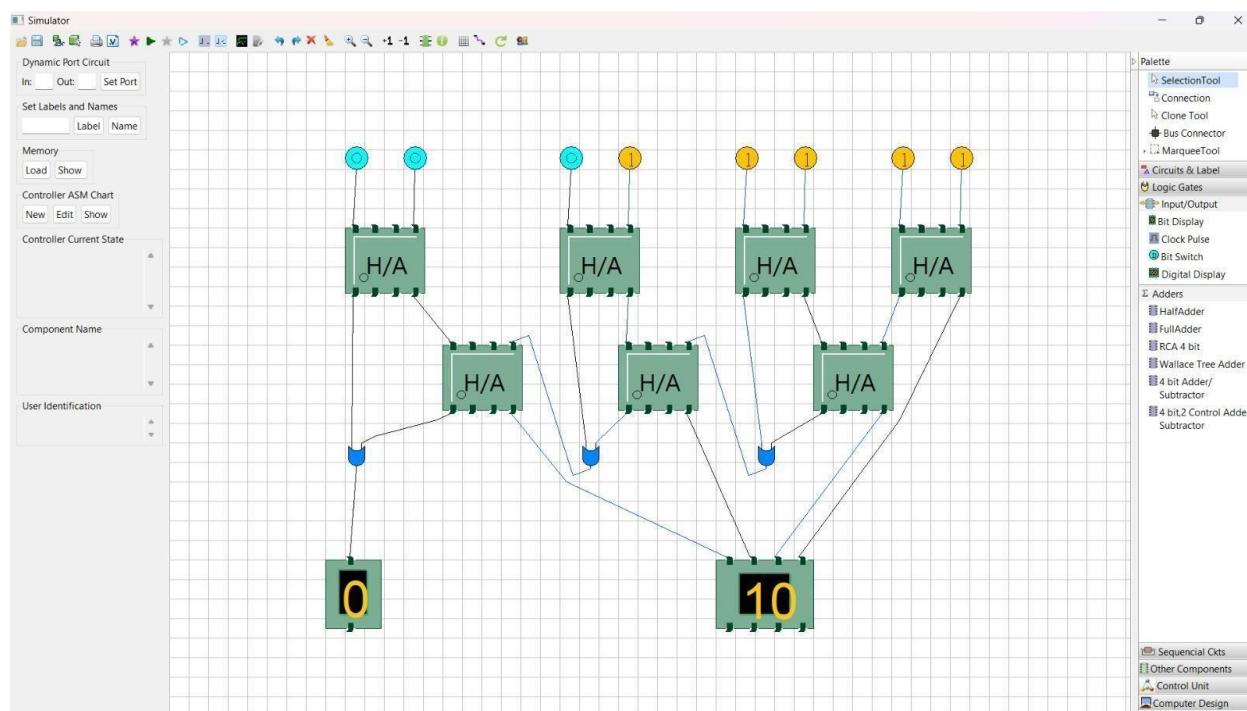 Simulator
+1 -1
Dynamic Port Circuit
In: Out: Set Port
Set Labels and Names
Label Name
Memory
Load Show
Controller ASM Chart
New Edit Show
Controller Current State
Component Name
User Identification
1 1 1 1 1
H/A H/A H/A H/A
H/A H/A H/A
0 10
Palette
SelectionTool
Connection
Clone Tool
Bus Connector
MarqueeTool
Circuits & Label
Logic Gates
Input/Output
Bit Display
Clock Pulse
Bit Switch
Digital Display
Σ Adders
HalfAdder
FullAdder
RCA 4 bit
Wallace Tree Adder
4 bit Adder/
Subtractor
4 bit,2 Control Adde
Subtractor
Sequencial Ckts
Other Components
Control Unit
Computer Design